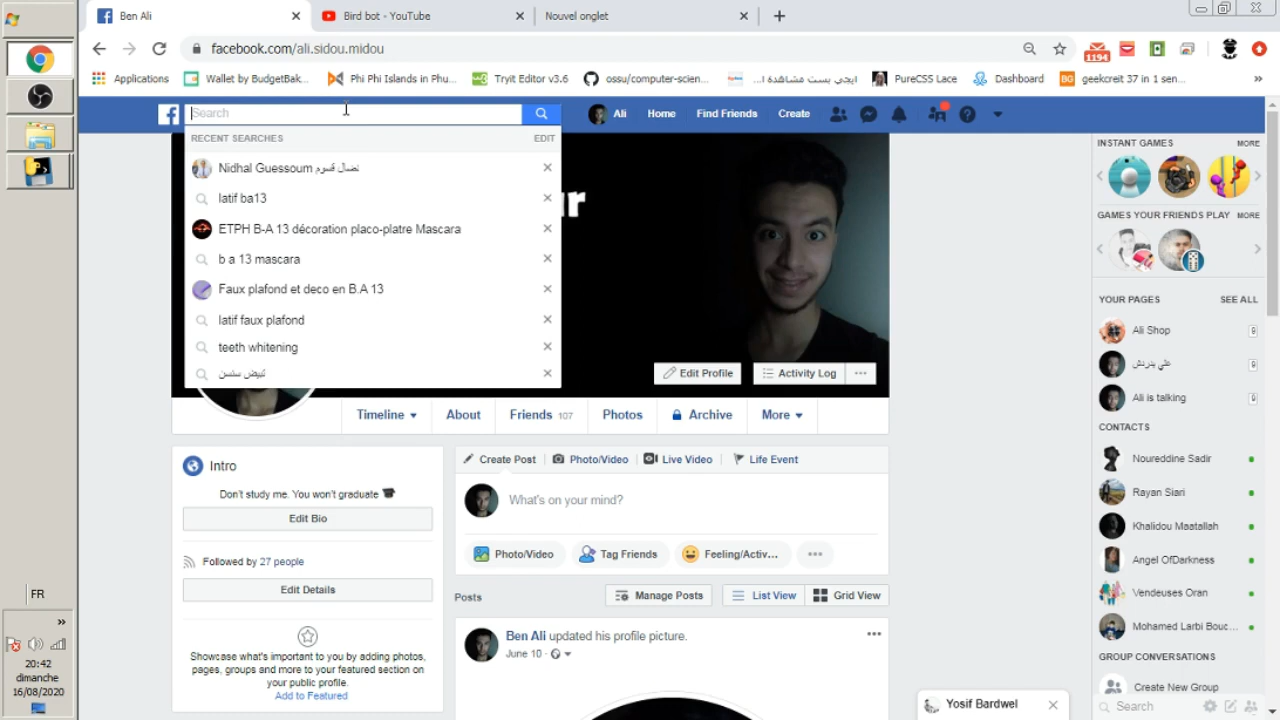 Ben Ali
Bird bot - YouTube
Nouvel onglet
facebook.com/ali.sidou.midou
1194
Applications
Wallet by BudgetBak...
Phi Phi Islands in Phu...
Tryit Editor v3.6
ossu/computer-scien...
ايجي بست مشاهدة ا...
PureCSS Lace
Dashboard
BG
geekcreit 37 in 1 sen...
»
Search
Ali
Home
Find Friends
Create
RECENT SEARCHES
EDIT
Nidhal Guessoum نضال قسوم
latif ba13
ETPH B-A 13 décoration placo-platre Mascara
b a 13 mascara
Faux plafond et deco en B.A 13
latif faux plafond
teeth whitening
تبيض سنسن
Edit Profile
Activity Log
Timeline
About
Friends 107
Photos
Archive
More
Intro
Don't study me. You won't graduate
Edit Bio
Followed by 27 people
Edit Details
Showcase what's important to you by adding photos,
pages, groups and more to your featured section on
your public profile.
Add to Featured
Create Post
Photo/Video
Live Video
Life Event
What's on your mind?
Photo/Video
Tag Friends
Feeling/Activ...
Posts
Manage Posts
List View
Grid View
Ben Ali updated his profile picture.
June 10
INSTANT GAMES
MORE
GAMES YOUR FRIENDS PLAY
MORE
YOUR PAGES
SEE ALL
Ali Shop
علي بنزنش
Ali is talking
CONTACTS
Noureddine Sadir
Rayan Siari
Khalidou Maatallah
Angel OfDarkness
Vendeuses Oran
Mohamed Larbi Bouc...
GROUP CONVERSATIONS
Create New Group
Search
Yosif Bardwel
FR
»
20:42
dimanche
16/08/2020